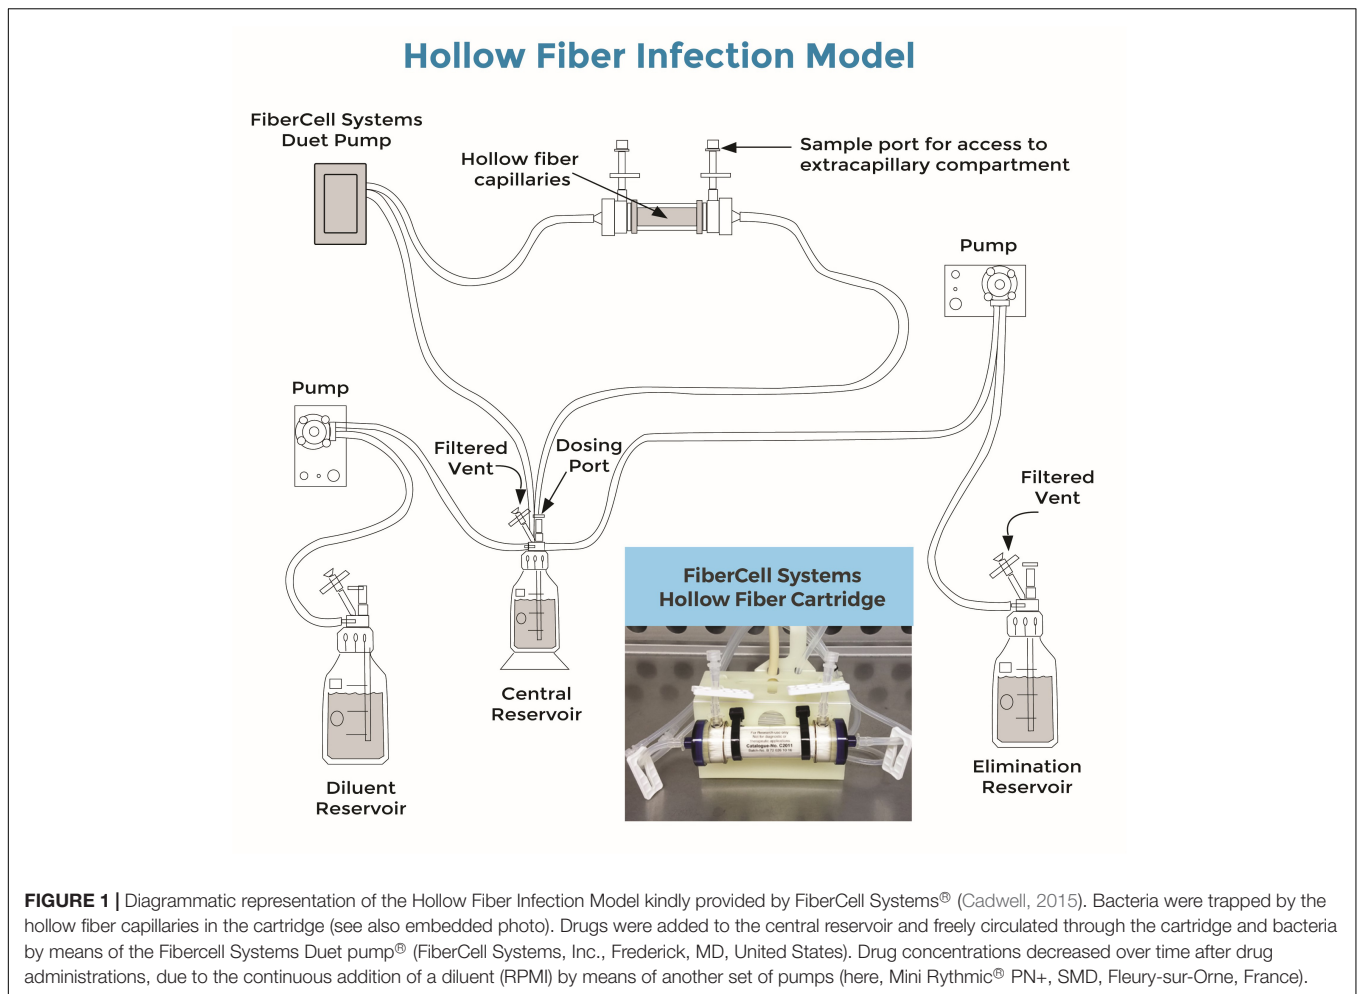 Hollow Fiber Infection Model
FiberCell Systems
Duet Pump
Hollow fiber
capillaries
Sample port for access to
extracapillary compartment
Pump
Pump
Filtered
Vent
Dosing
Port
Filtered
Vent
FiberCell Systems
Hollow Fiber Cartridge
Catalogue No. C2011
Central
Reservoir
Diluent
Reservoir
Elimination
Reservoir
FIGURE 1 | Diagrammatic representation of the Hollow Fiber Infection Model kindly provided by FiberCell Systems® (Cadwell, 2015). Bacteria were trapped by the
hollow fiber capillaries in the cartridge (see also embedded photo). Drugs were added to the central reservoir and freely circulated through the cartridge and bacteria
by means of the Fibercell Systems Duet pump® (FiberCell Systems, Inc., Frederick, MD, United States). Drug concentrations decreased over time after drug
administrations, due to the continuous addition of a diluent (RPMI) by means of another set of pumps (here, Mini Rythmic® PN+, SMD, Fleury-sur-Orne, France).